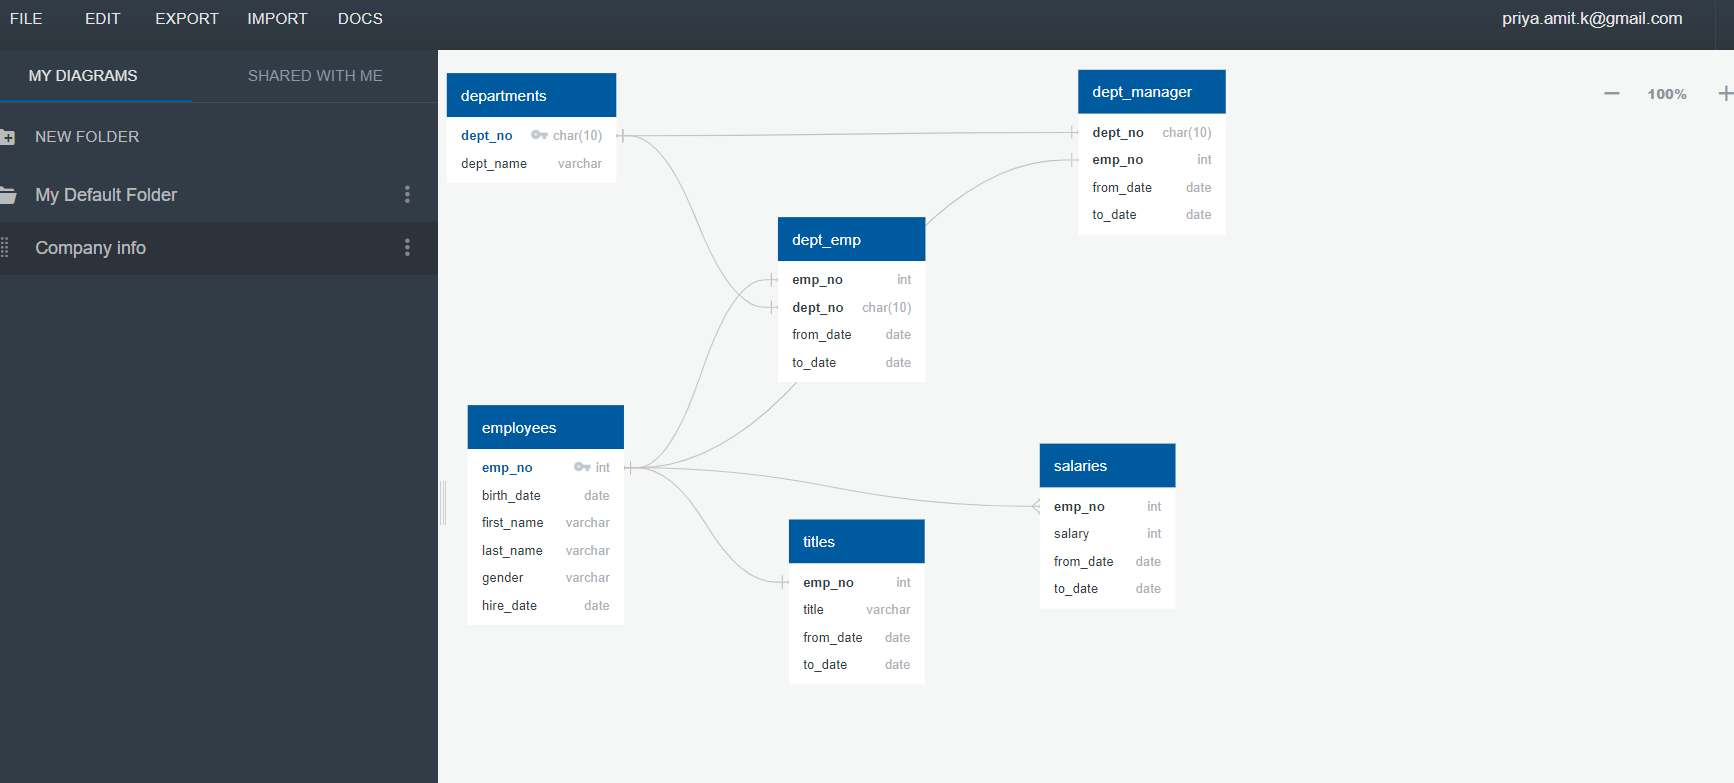 FILE EDIT EXPORT IMPORT DOCS priya.amit.k@gmail.com
MY DIAGRAMS SHARED WITH ME
NEW FOLDER
My Default Folder
Company info
100%
departments
dept_no char(10)
dept_name varchar
dept_manager
dept_no char(10)
emp_no int
from_date date
to_date date
dept_emp
emp_no int
dept_no char(10)
from_date date
to_date date
employees
emp_no int
birth_date date
first_name varchar
last_name varchar
gender varchar
hire_date date
salaries
emp_no int
salary int
from_date date
to_date date
titles
emp_no int
title varchar
from_date date
to_date date